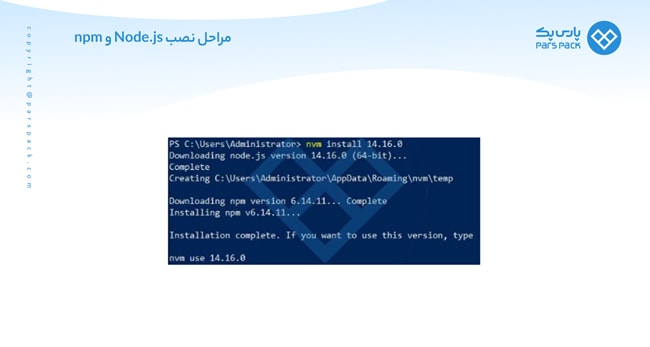 مراحل نصب Node.js و npm
پارس‌پک
PARS PACK
copyright@parspack.com
PS C:\Users\Administrator> nvm install 14.16.0
Downloading node.js version 14.16.0 (64-bit)...
Complete
Creating C:\Users\Administrator\AppData\Roaming\nvm\temp

Downloading npm version 6.14.11... Complete
Installing npm v6.14.11...

Installation complete. If you want to use this version, type

nvm use 14.16.0